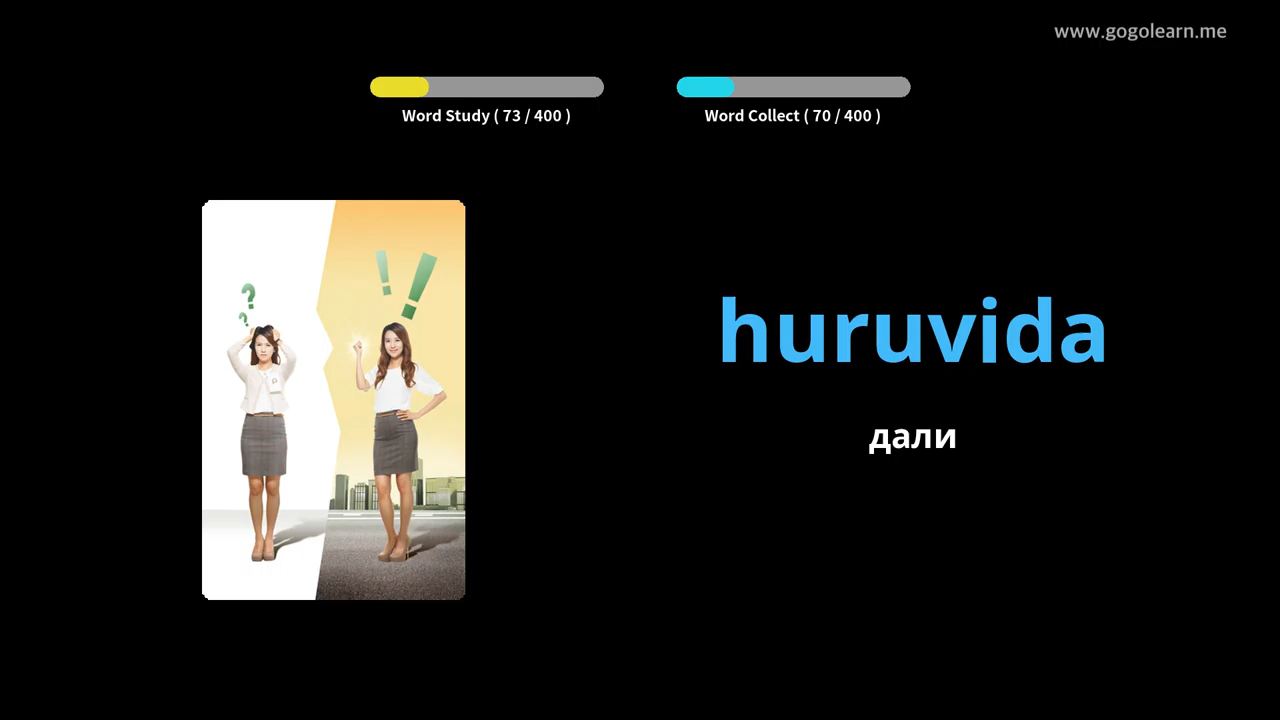 www.gogolearn.me
Word Study ( 73 / 400 )
Word Collect ( 70 / 400 )
? ?
! !
huruvida
дали